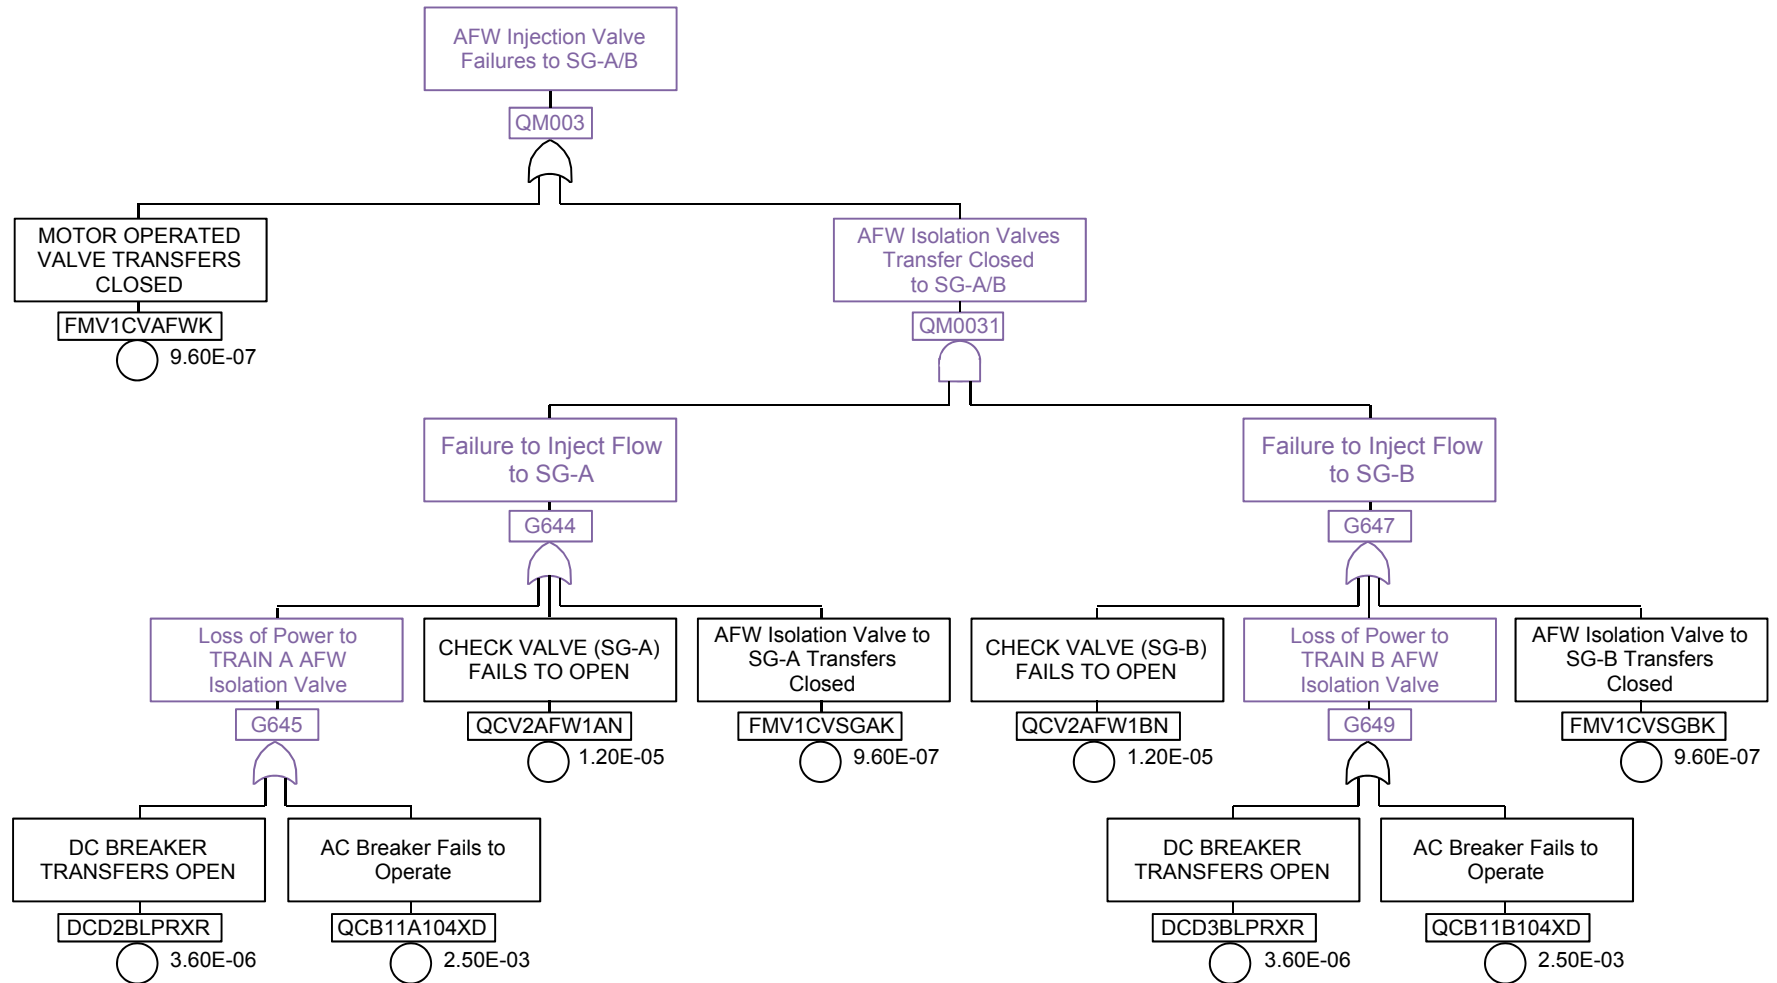 AFW Injection Valve
Failures to SG-A/B
QM003
MOTOR OPERATED
VALVE TRANSFERS
CLOSED
FMV1CVAFWK
9.60E-07
AFW Isolation Valves
Transfer Closed
to SG-A/B
QM0031
Failure to Inject Flow
to SG-A
G644
Failure to Inject Flow
to SG-B
G647
Loss of Power to
TRAIN A AFW
Isolation Valve
G645
CHECK VALVE (SG-A)
FAILS TO OPEN
QCV2AFW1AN
1.20E-05
AFW Isolation Valve to
SG-A Transfers
Closed
FMV1CVSGAK
9.60E-07
CHECK VALVE (SG-B)
FAILS TO OPEN
QCV2AFW1BN
1.20E-05
Loss of Power to
TRAIN B AFW
Isolation Valve
G649
AFW Isolation Valve to
SG-B Transfers
Closed
FMV1CVSGBK
9.60E-07
DC BREAKER
TRANSFERS OPEN
DCD2BLPRXR
3.60E-06
AC Breaker Fails to
Operate
QCB11A104XD
2.50E-03
DC BREAKER
TRANSFERS OPEN
DCD3BLPRXR
3.60E-06
AC Breaker Fails to
Operate
QCB11B104XD
2.50E-03